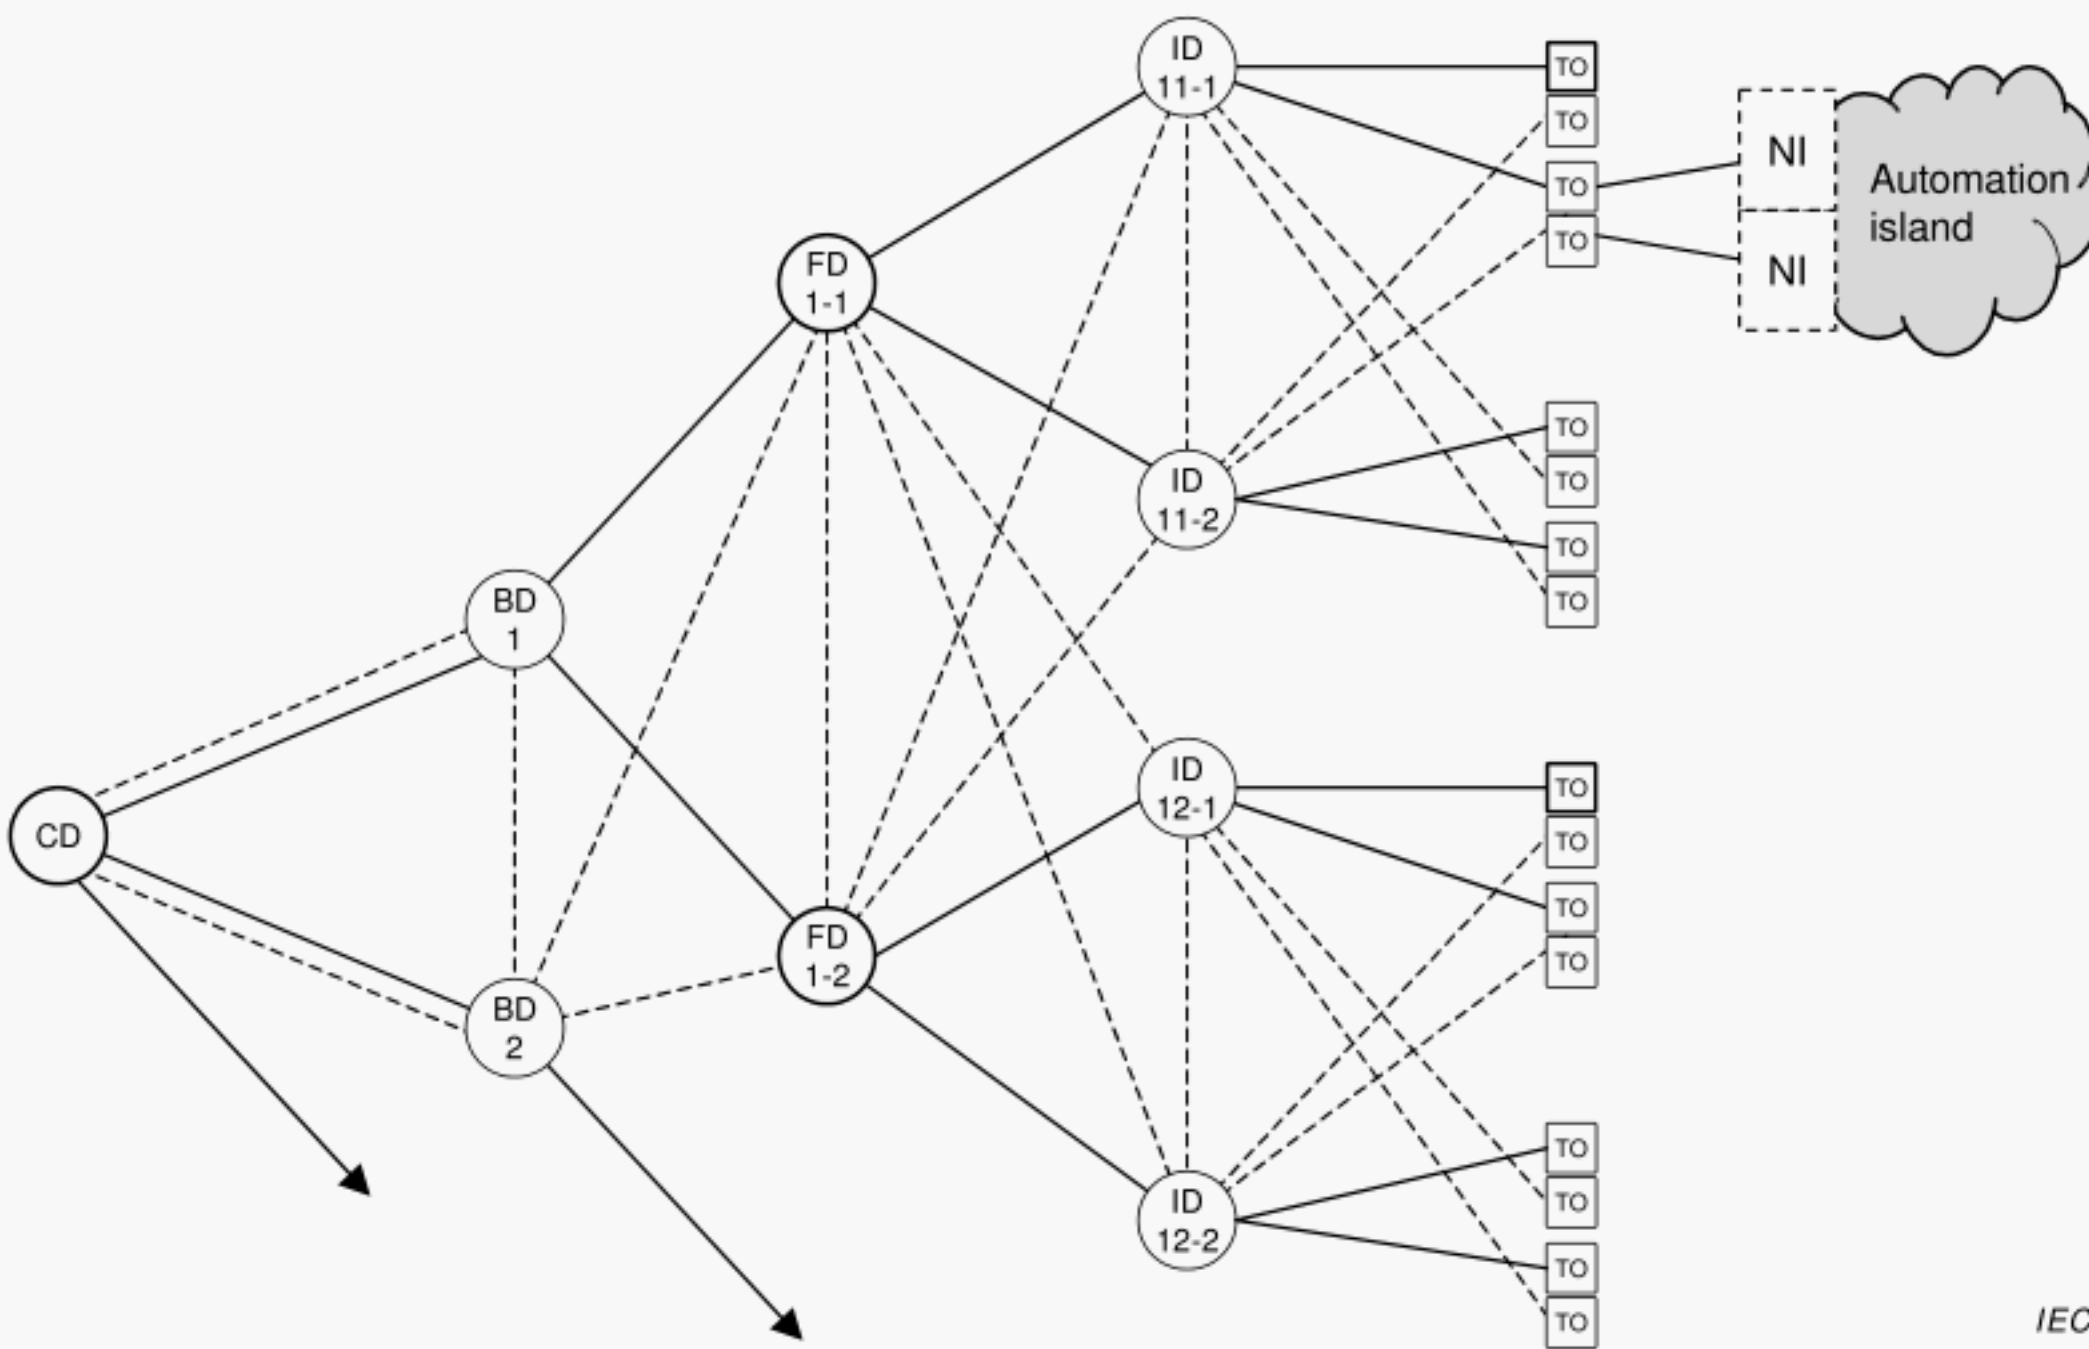 ID
11-1
TO
TO
TO
TO
NI
NI
Automation
island
FD
1-1
ID
11-2
TO
TO
TO
TO
BD
1
CD
BD
2
FD
1-2
ID
12-1
TO
TO
TO
TO
ID
12-2
TO
TO
TO
TO
IEC